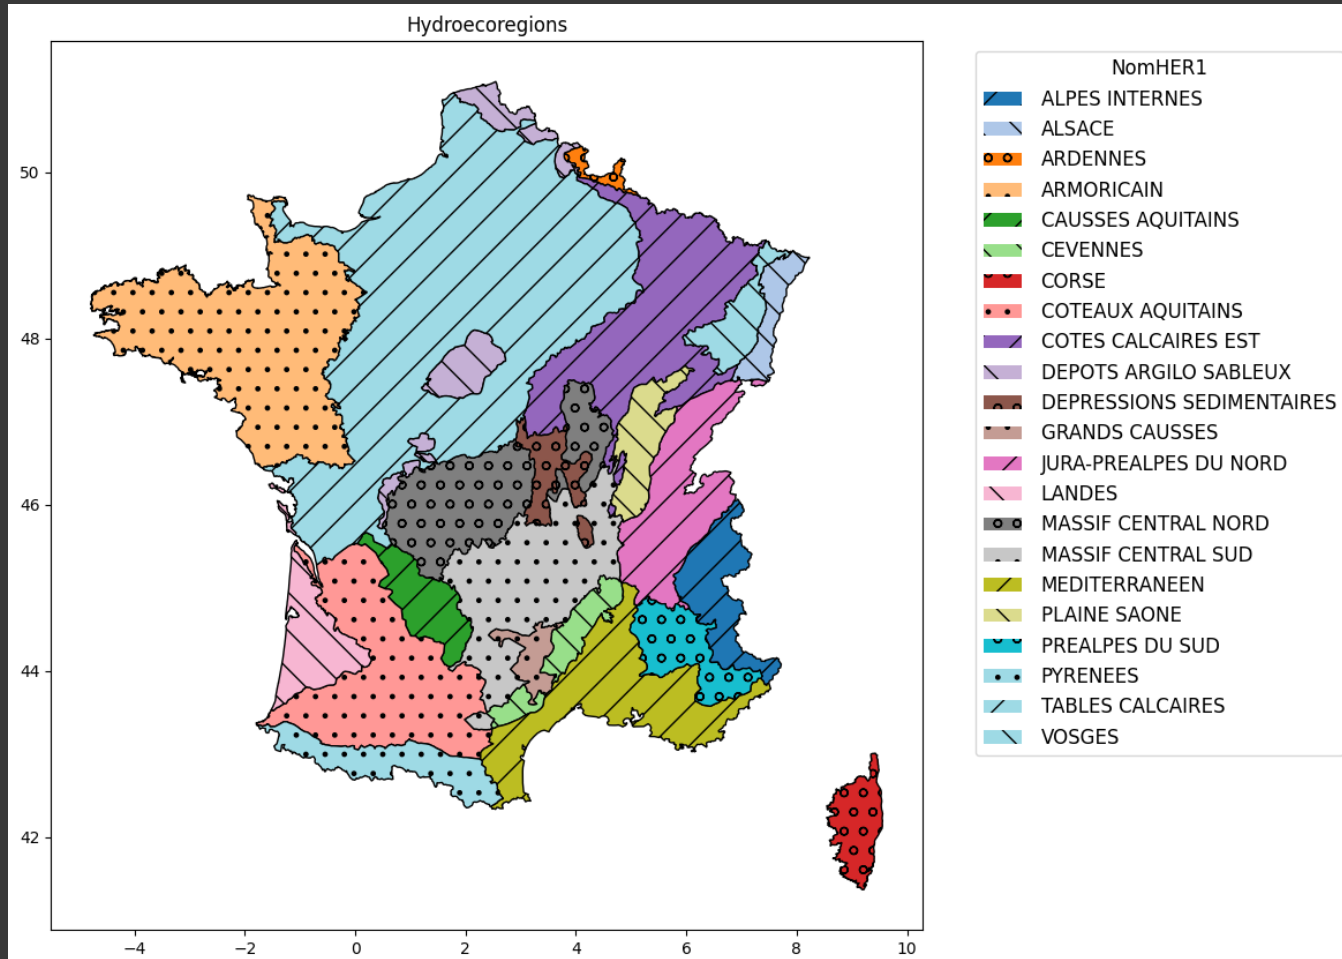 Hydroecoregions
NomHER1
ALPES INTERNES
ALSACE
ARDENNES
ARMORICAIN
CAUSSES AQUITAINS
CEVENNES
CORSE
COTEAUX AQUITAINS
COTES CALCAIRES EST
DEPOTS ARGILO SABLEUX
DEPRESSIONS SEDIMENTAIRES
GRANDS CAUSSES
JURA-PREALPES DU NORD
LANDES
MASSIF CENTRAL NORD
MASSIF CENTRAL SUD
MEDITERRANEEN
PLAINE SAONE
PREALPES DU SUD
PYRENEES
TABLES CALCAIRES
VOSGES
50
48
46
44
42
−4 −2 0 2 4 6 8 10